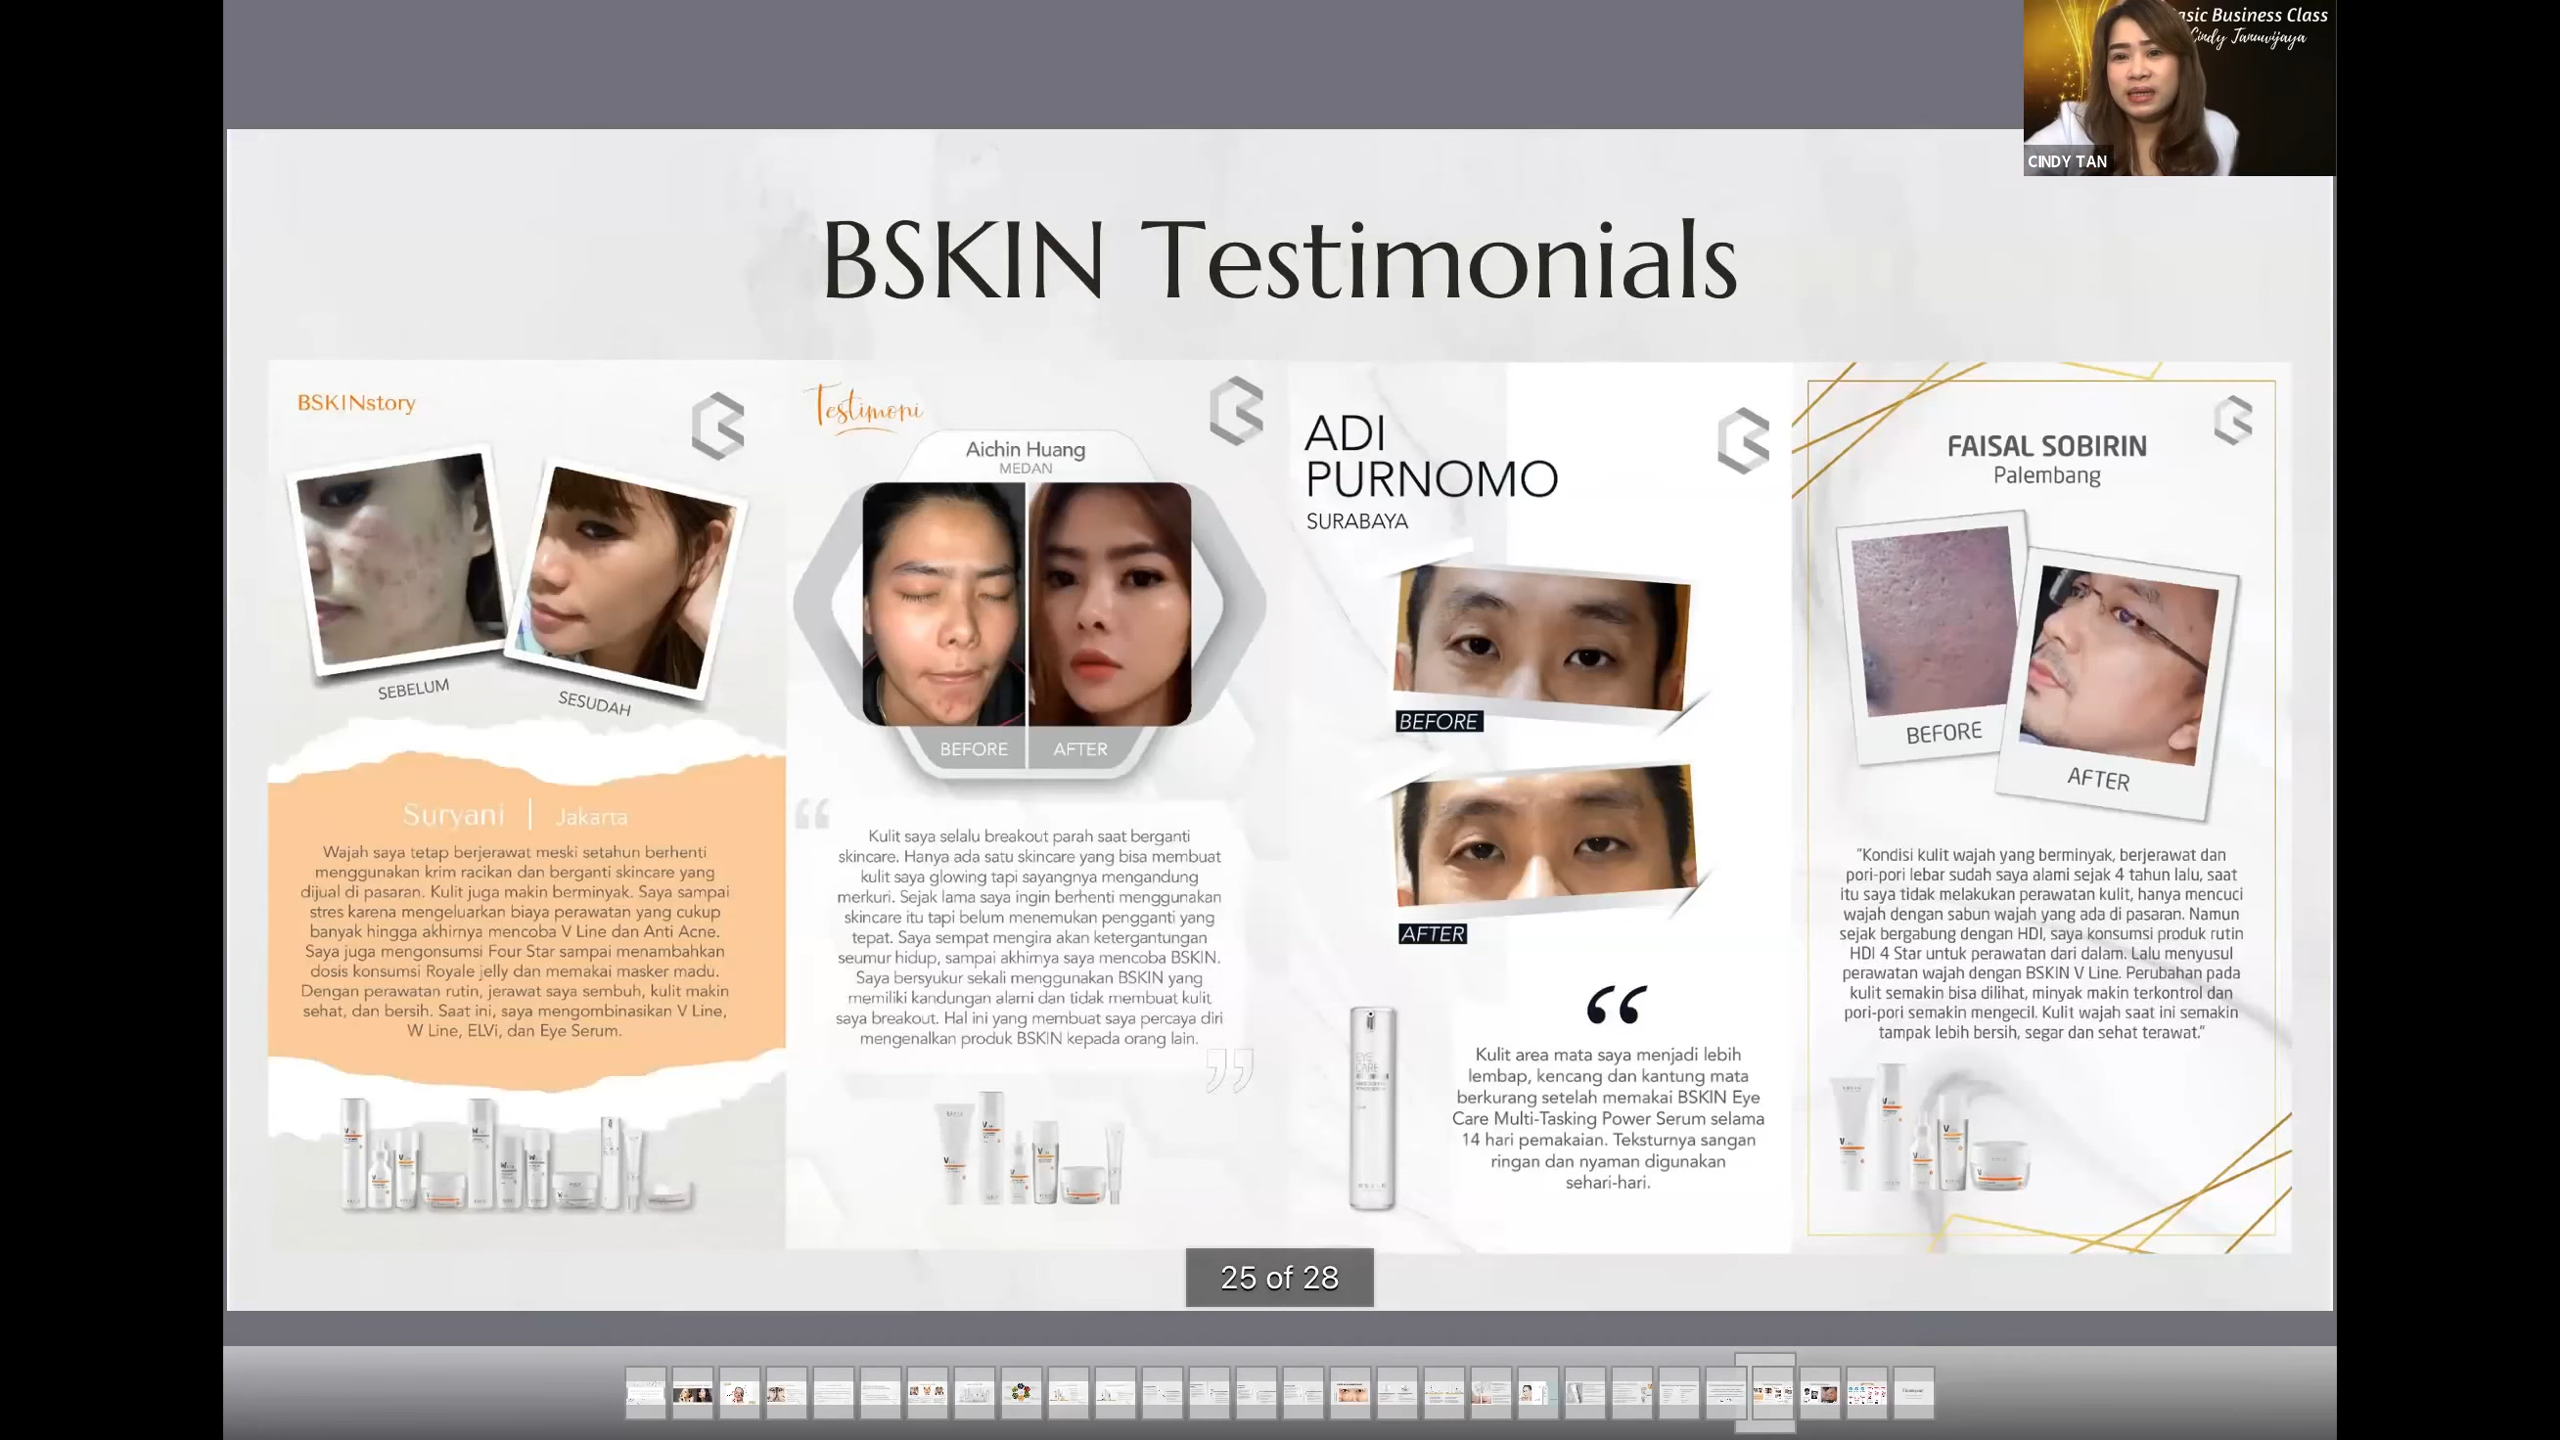 asic Business Class
Cindy Tanuwijaya
CINDY TAN
BSKIN Testimonials
BSKINstory
SEBELUM
SESUDAH
Suryani | Jakarta
Wajah saya tetap berjerawat meski setahun berhenti
menggunakan krim racikan dan berganti skincare yang
dijual di pasaran. Kulit juga makin berminyak. Saya sampai
stres karena mengeluarkan biaya perawatan yang cukup
banyak hingga akhirnya mencoba V Line dan Anti Acne.
Saya juga mengonsumsi Four Star sampai menambahkan
dosis konsumsi Royale jelly dan memakai masker madu.
Dengan perawatan rutin, jerawat saya sembuh, kulit makin
sehat, dan bersih. Saat ini, saya mengombinasikan V Line,
W Line, ELVi, dan Eye Serum.
Testimoni
Aichin Huang
MEDAN
BEFORE
AFTER
“
Kulit saya selalu breakout parah saat berganti
skincare. Hanya ada satu skincare yang bisa membuat
kulit saya glowing tapi sayangnya mengandung
merkuri. Sejak lama saya ingin berhenti menggunakan
skincare itu tapi belum menemukan pengganti yang
tepat. Saya sempat mengira akan ketergantungan
seumur hidup, sampai akhirnya saya mencoba BSKIN.
Saya bersyukur sekali menggunakan BSKIN yang
memiliki kandungan alami dan tidak membuat kulit
saya breakout. Hal ini yang membuat saya percaya diri
mengenalkan produk BSKIN kepada orang lain.
”
ADI
PURNOMO
SURABAYA
BEFORE
AFTER
“
Kulit area mata saya menjadi lebih
lembap, kencang dan kantung mata
berkurang setelah memakai BSKIN Eye
Care Multi-Tasking Power Serum selama
14 hari pemakaian. Teksturnya sangan
ringan dan nyaman digunakan
sehari-hari.
EYE
CARE
FAISAL SOBIRIN
Palembang
BEFORE
AFTER
“Kondisi kulit wajah yang berminyak, berjerawat dan
pori-pori lebar sudah saya alami sejak 4 tahun lalu, saat
itu saya tidak melakukan perawatan kulit, hanya mencuci
wajah dengan sabun wajah yang ada di pasaran. Namun
sejak bergabung dengan HDI, saya konsumsi produk rutin
HDI 4 Star untuk perawatan dari dalam. Lalu menyusul
perawatan wajah dengan BSKIN V Line. Perubahan pada
kulit semakin bisa dilihat, minyak makin terkontrol dan
pori-pori semakin mengecil. Kulit wajah saat ini semakin
tampak lebih bersih, segar dan sehat terawat.”
25 of 28